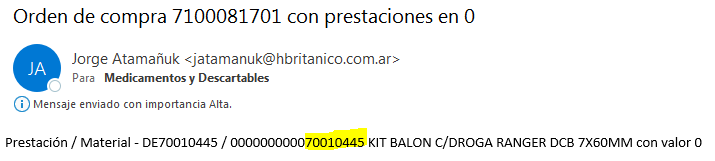 Orden de compra 7100081701 con prestaciones en 0
JA
Jorge Atamañuk <jatamanuk@hbritanico.com.ar>
Para Medicamentos y Descartables
Mensaje enviado con importancia Alta.
Prestación / Material - DE70010445 / 000000000070010445 KIT BALON C/DROGA RANGER DCB 7X60MM con valor 0